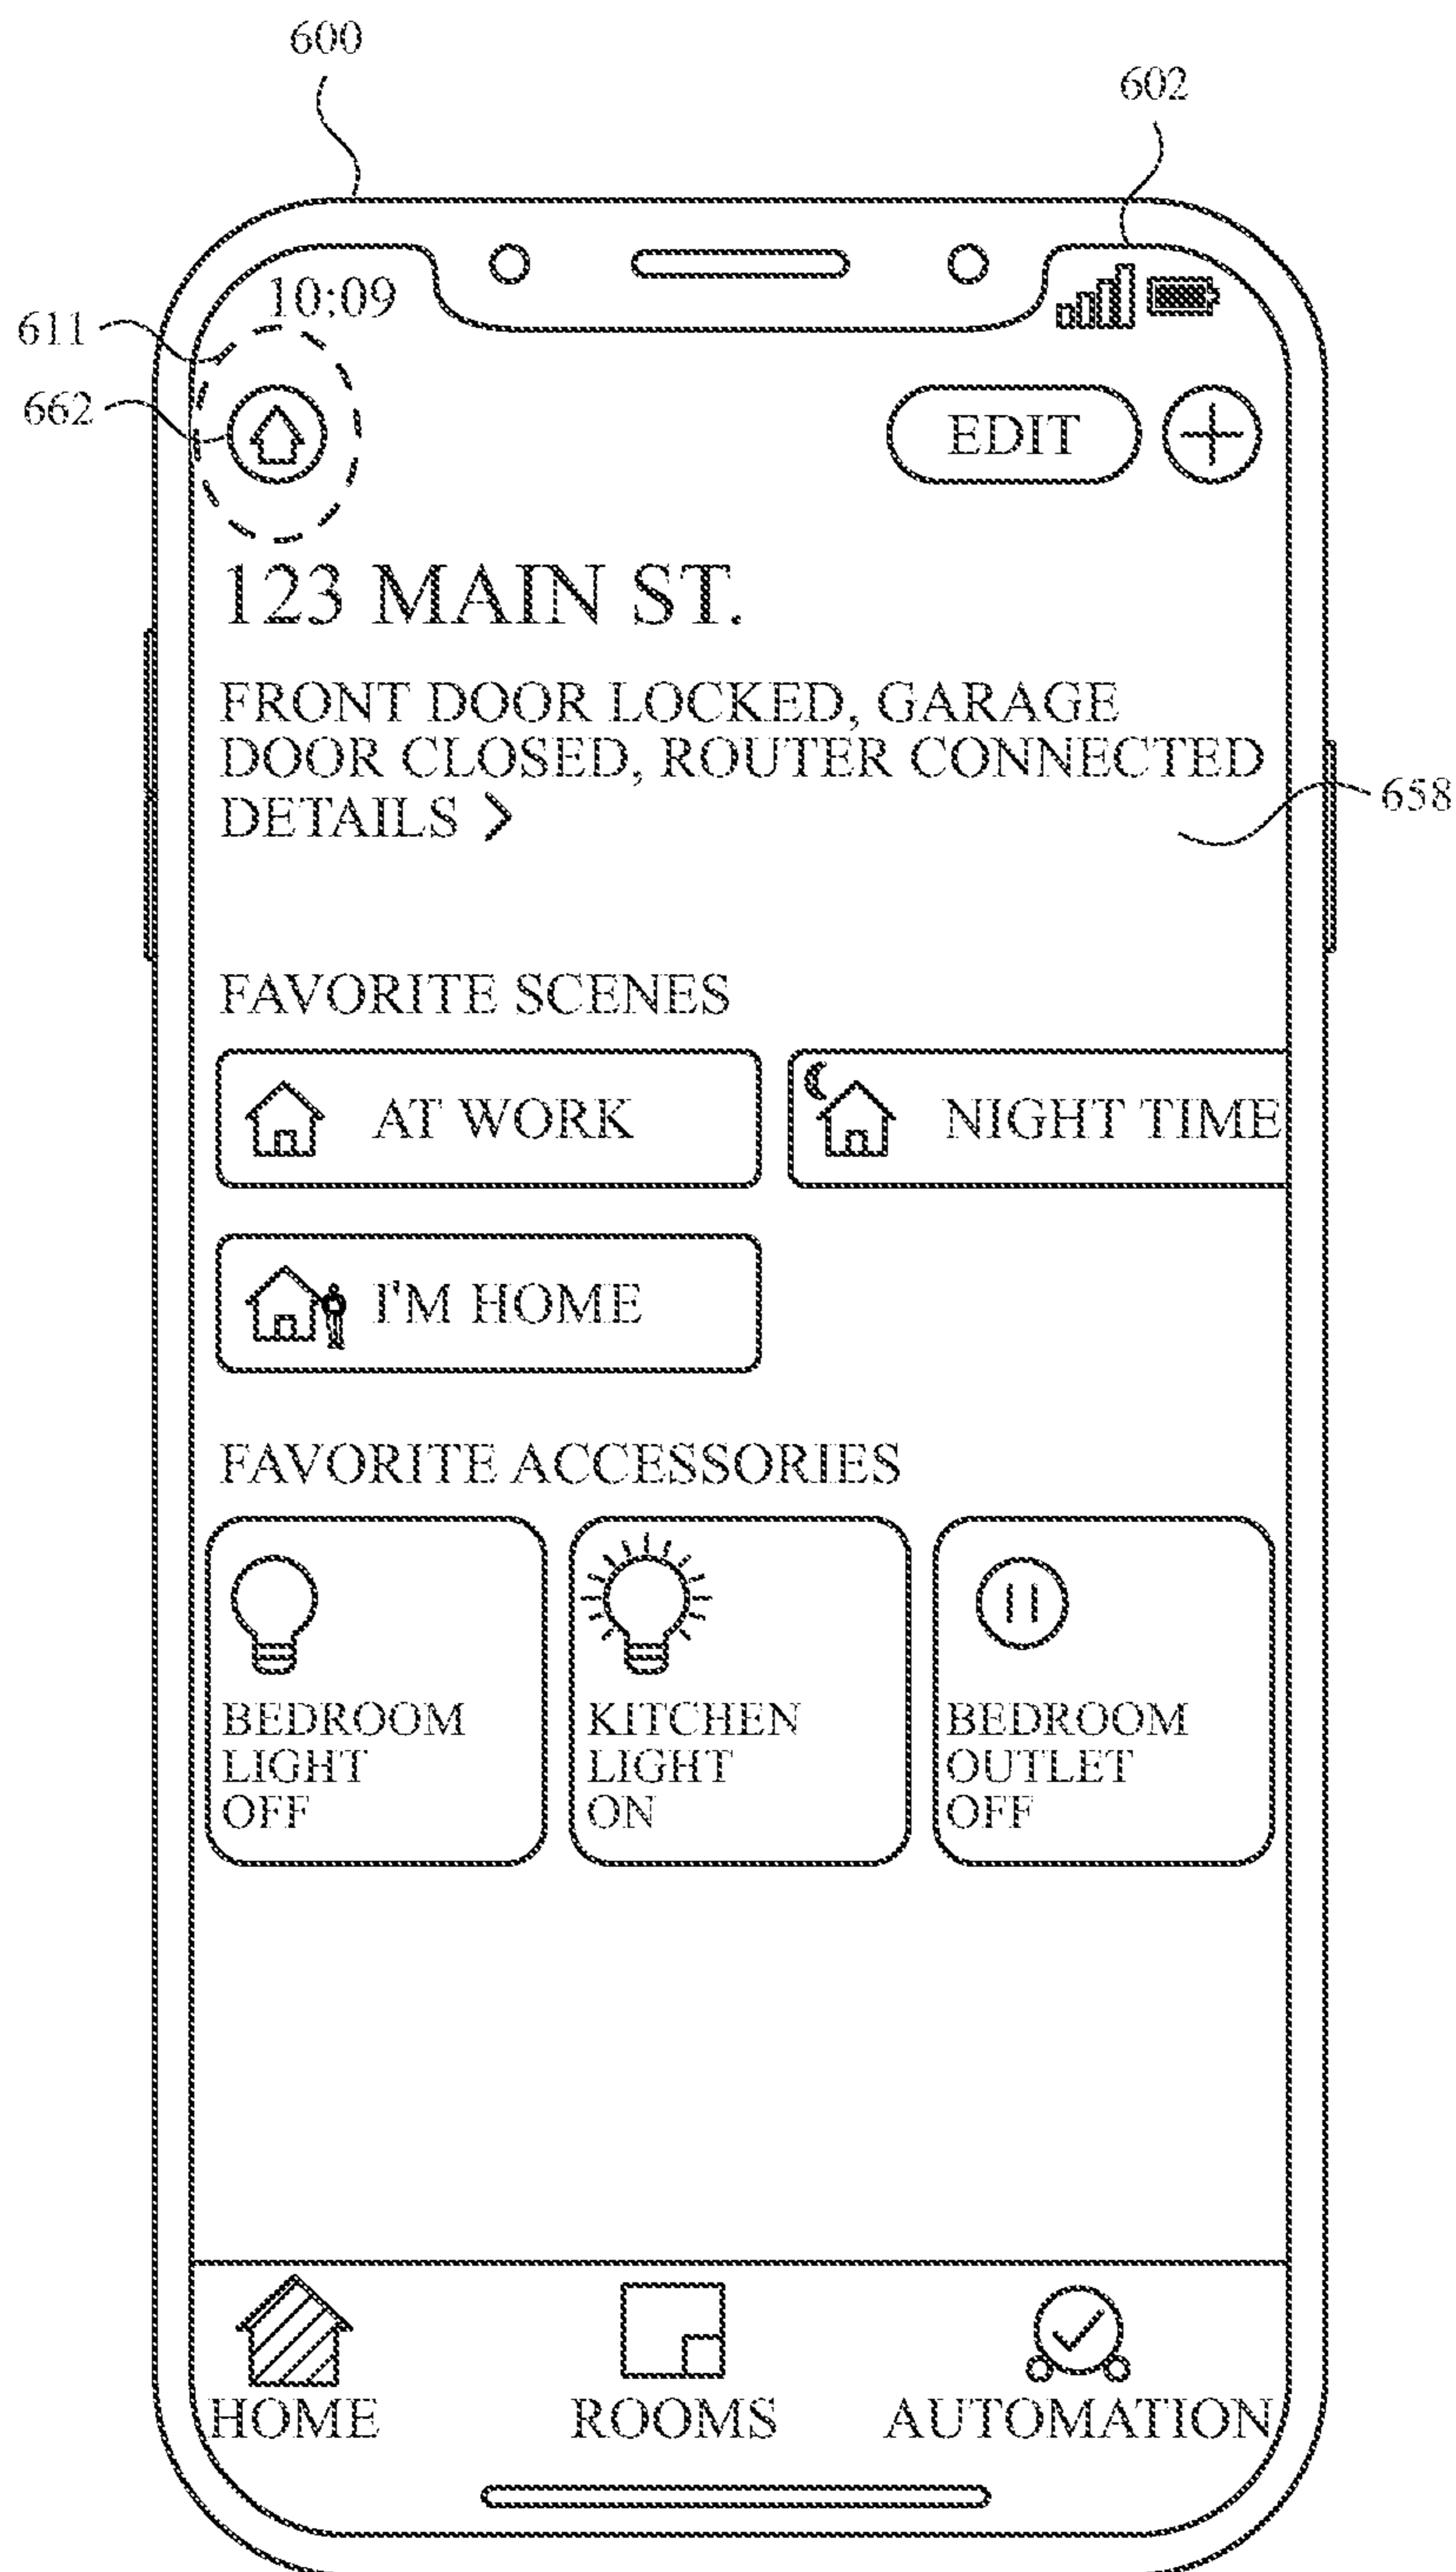 600
602
10:09
611
662
EDIT
123 MAIN ST.
FRONT DOOR LOCKED, GARAGE
DOOR CLOSED, ROUTER CONNECTED
DETAILS >
658
FAVORITE SCENES
AT WORK
NIGHT TIME
I'M HOME
FAVORITE ACCESSORIES
BEDROOM
LIGHT
OFF
KITCHEN
LIGHT
ON
BEDROOM
OUTLET
OFF
HOME
ROOMS
AUTOMATION